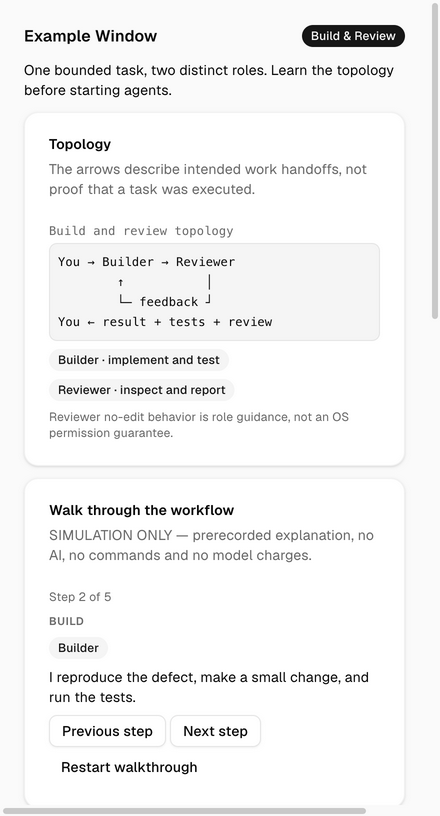 Example Window
Build & Review
One bounded task, two distinct roles. Learn the topology
before starting agents.
Topology
The arrows describe intended work handoffs, not
proof that a task was executed.
Build and review topology
You → Builder → Reviewer
↑ │
└─ feedback ┘
You ← result + tests + review
Builder · implement and test
Reviewer · inspect and report
Reviewer no-edit behavior is role guidance, not an OS
permission guarantee.
Walk through the workflow
SIMULATION ONLY — prerecorded explanation, no
AI, no commands and no model charges.
Step 2 of 5
BUILD
Builder
I reproduce the defect, make a small change, and
run the tests.
Previous step
Next step
Restart walkthrough